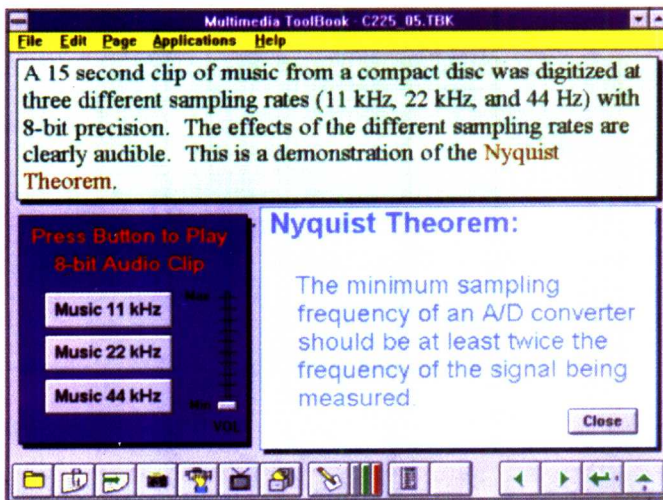 Multimedia ToolBook - C225_05.TBK
File Edit Page Applications Help
A 15 second clip of music from a compact disc was digitized at
three different sampling rates (11 kHz, 22 kHz, and 44 Hz) with
8-bit precision. The effects of the different sampling rates are
clearly audible. This is a demonstration of the Nyquist
Theorem.
Press Button to Play
8-bit Audio Clip
Max
Music 11 kHz
Music 22 kHz
Music 44 kHz
Min
VOL
Nyquist Theorem:
The minimum sampling
frequency of an A/D converter
should be at least twice the
frequency of the signal being
measured.
Close